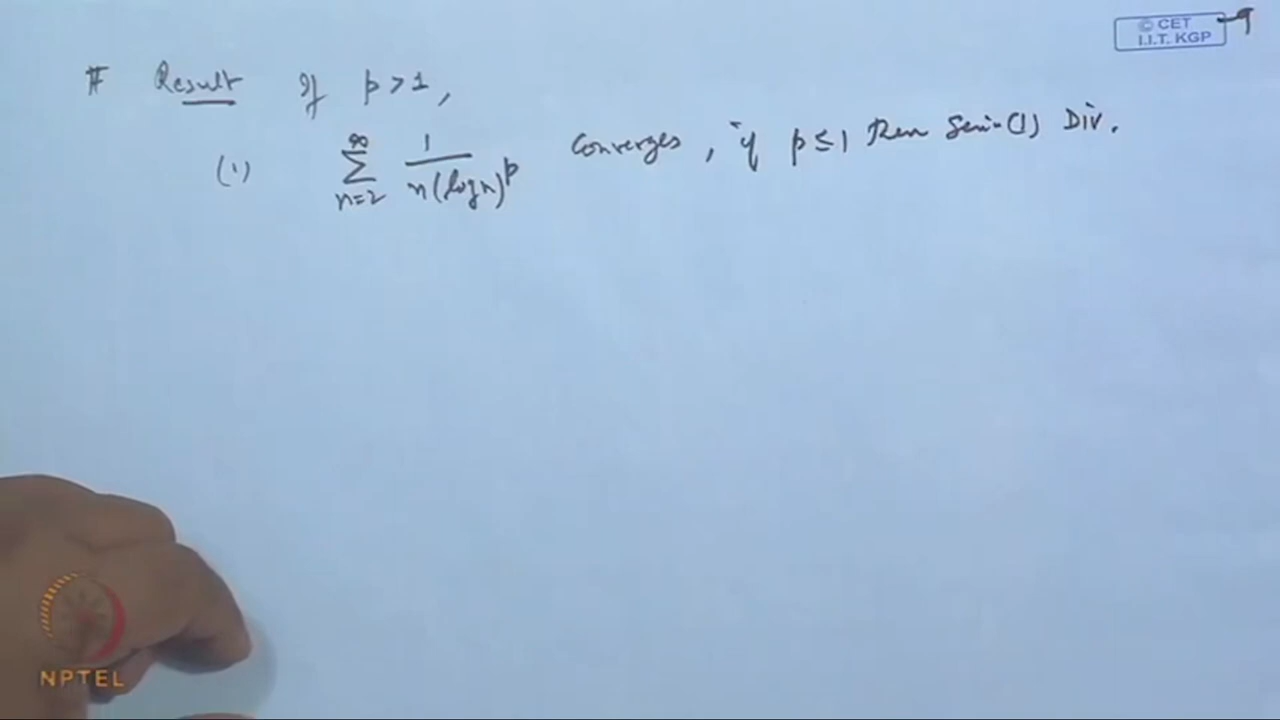 © CET
I.I.T. KGP
# Result If p > 1,
(1) ∞∑n=2 1/n(log n)^p Converges, if p ≤ 1 then Series (1) Div.
NPTEL